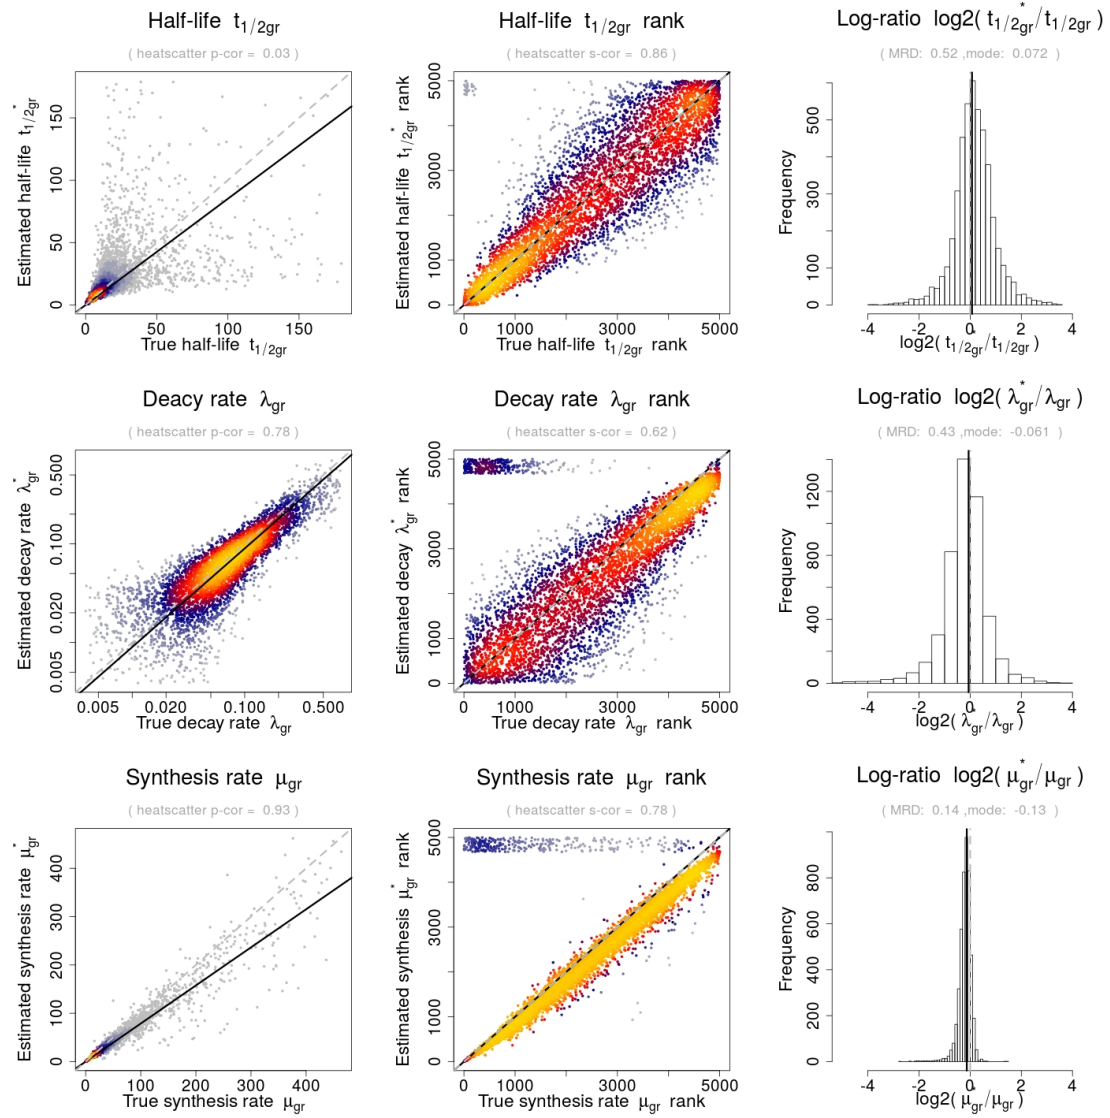 Half-life t1/2gr
( heatscatter p-cor = 0.03 )
Estimated half-life t*1/2gr
0 50 100 150
0 50 100 150
True half-life t1/2gr
Half-life t1/2gr rank
( heatscatter s-cor = 0.86 )
Estimated half-life t*1/2gr rank
0 1000 3000 5000
0 1000 3000 5000
True half-life t1/2gr rank
Log-ratio log2( t*1/2gr/t1/2gr )
( MRD: 0.52 ,mode: 0.072 )
Frequency
0 100 300 500
-4 -2 0 2 4
log2( t*1/2gr/t1/2gr )
Deacy rate λgr
( heatscatter p-cor = 0.78 )
Estimated decay rate λ*gr
0.005 0.020 0.100 0.500
0.005 0.020 0.100 0.500
True decay rate λgr
Decay rate λgr rank
( heatscatter s-cor = 0.62 )
Estimated decay λ*gr rank
0 1000 3000 5000
0 1000 3000 5000
True decay rate λgr rank
Log-ratio log2( λ*gr/λgr )
( MRD: 0.43 ,mode: -0.061 )
Frequency
0 400 800 1200
-4 -2 0 2 4
log2( λ*gr/λgr )
Synthesis rate μgr
( heatscatter p-cor = 0.93 )
Estimated synthesis rate μ*gr
0 100 200 300 400
0 100 200 300 400
True synthesis rate μgr
Synthesis rate μgr rank
( heatscatter s-cor = 0.78 )
Estimated synthesis μ*gr rank
0 1000 3000 5000
0 1000 3000 5000
True synthesis rate μgr rank
Log-ratio log2( μ*gr/μgr )
( MRD: 0.14 ,mode: -0.13 )
Frequency
0 200 400 600 800
-4 -2 0 2 4
log2( μ*gr/μgr )